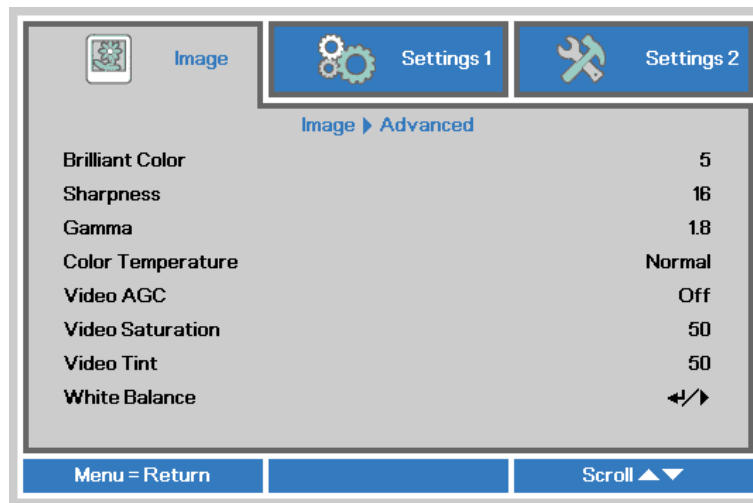 Image
Settings 1
Settings 2
Image ▸ Advanced
Brilliant Color 5
Sharpness 16
Gamma 1.8
Color Temperature Normal
Video AGC Off
Video Saturation 50
Video Tint 50
White Balance ↵/▸
Menu = Return
Scroll ▲▼